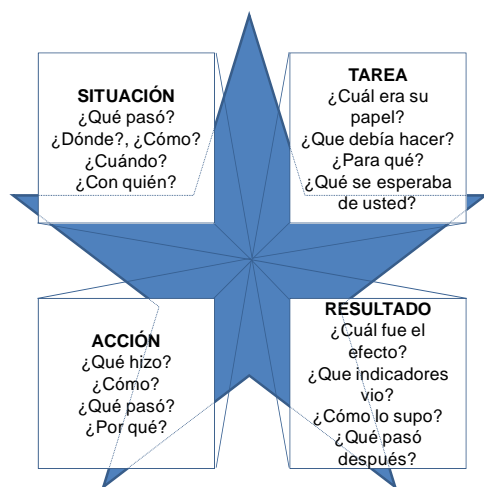 SITUACIÓN
¿Qué pasó?
¿Dónde?, ¿Cómo?
¿Cuándo?
¿Con quién?
TAREA
¿Cuál era su
papel?
¿Que debía hacer?
¿Para qué?
¿Qué se esperaba
de usted?
ACCIÓN
¿Qué hizo?
¿Cómo?
¿Qué pasó?
¿Por qué?
RESULTADO
¿Cuál fue el
efecto?
¿Que indicadores
vio?
¿Cómo lo supo?
¿Qué pasó
después?